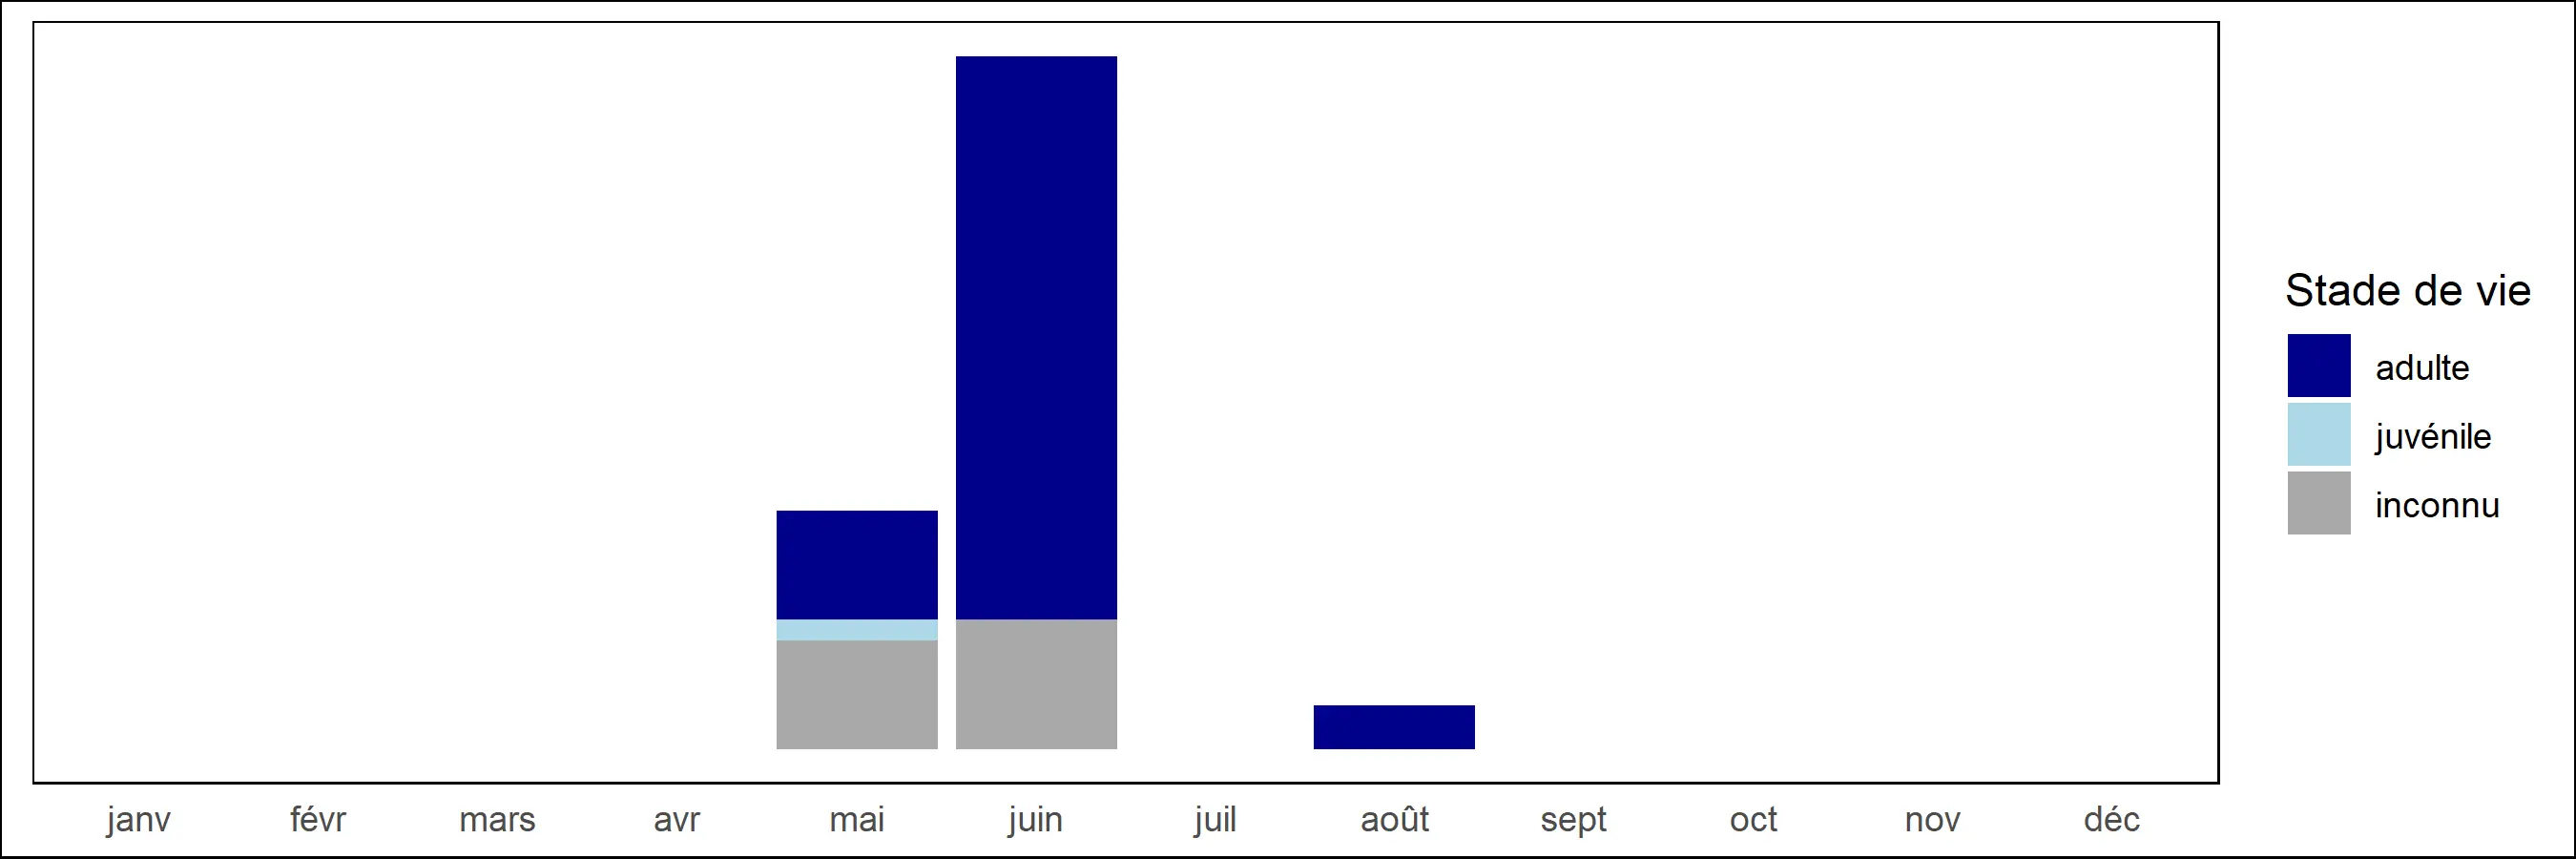 Stade de vie
adulte
juvénile
inconnu
janv févr mars avr mai juin juil août sept oct nov déc